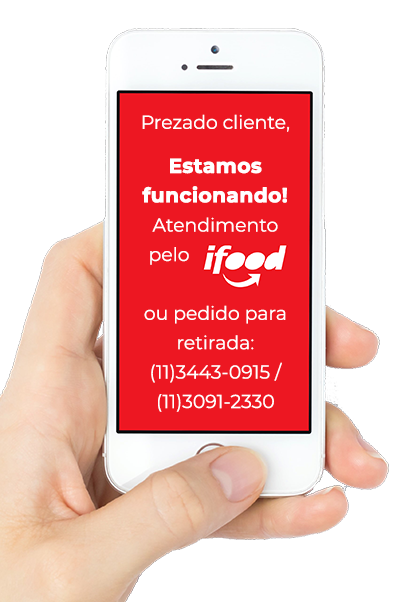 Prezado cliente,
Estamos
funcionando!
Atendimento
pelo ifood
ou pedido para
retirada:
(11)3443-0915 /
(11)3091-2330